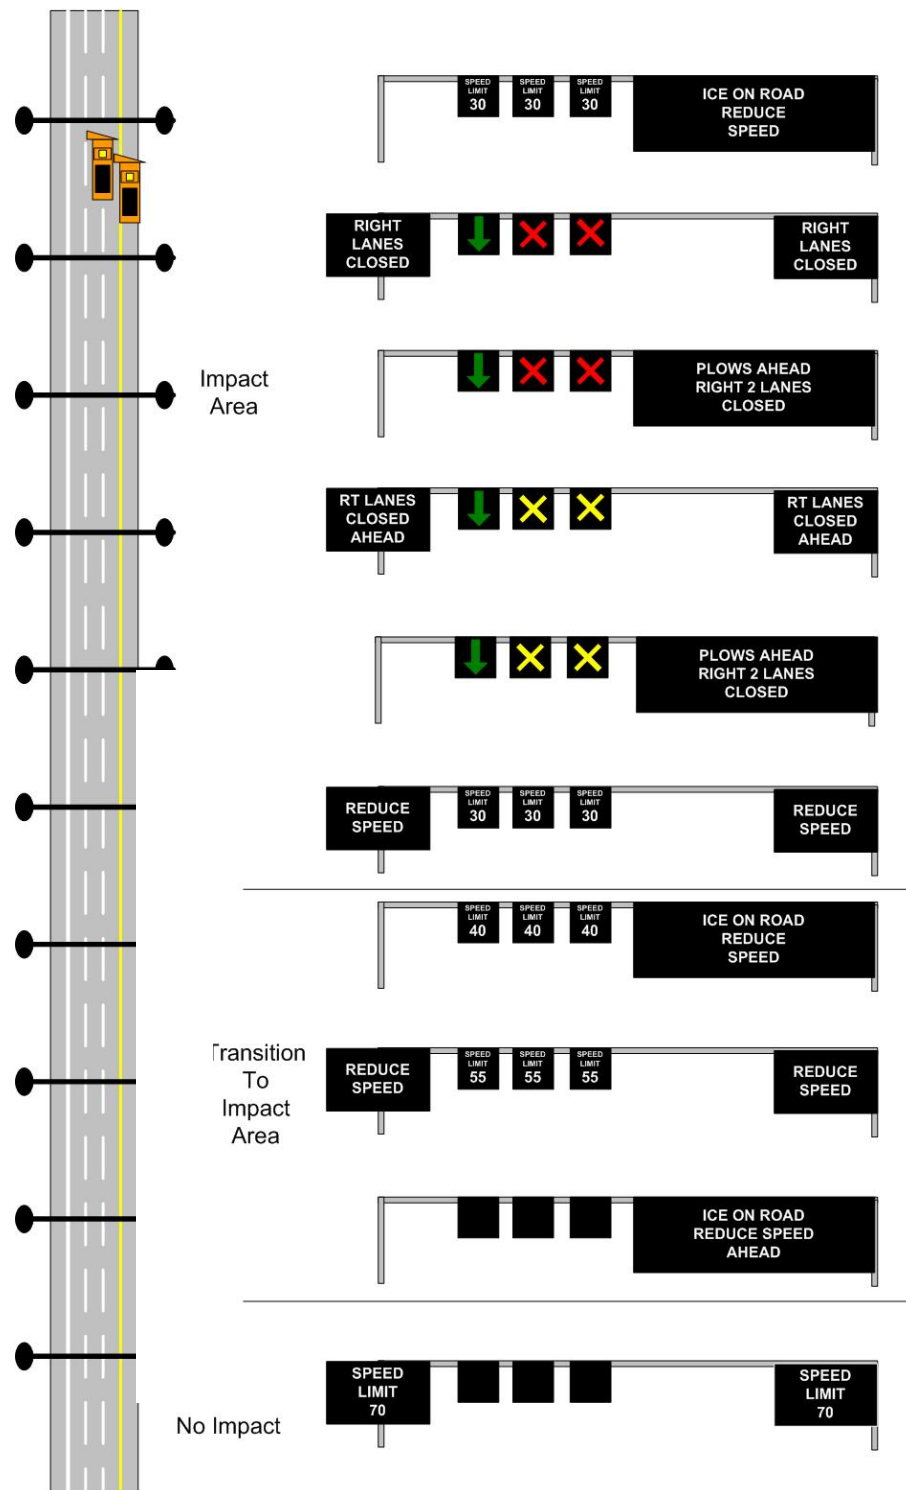 SPEED
LIMIT
30
SPEED
LIMIT
30
SPEED
LIMIT
30
ICE ON ROAD
REDUCE
SPEED
RIGHT
LANES
CLOSED
RIGHT
LANES
CLOSED
Impact
Area
PLOWS AHEAD
RIGHT 2 LANES
CLOSED
RT LANES
CLOSED
AHEAD
RT LANES
CLOSED
AHEAD
PLOWS AHEAD
RIGHT 2 LANES
CLOSED
REDUCE
SPEED
SPEED
LIMIT
30
SPEED
LIMIT
30
SPEED
LIMIT
30
REDUCE
SPEED
SPEED
LIMIT
40
SPEED
LIMIT
40
SPEED
LIMIT
40
ICE ON ROAD
REDUCE
SPEED
Transition
To
Impact
Area
REDUCE
SPEED
SPEED
LIMIT
55
SPEED
LIMIT
55
SPEED
LIMIT
55
REDUCE
SPEED
ICE ON ROAD
REDUCE SPEED
AHEAD
No Impact
SPEED
LIMIT
70
SPEED
LIMIT
70